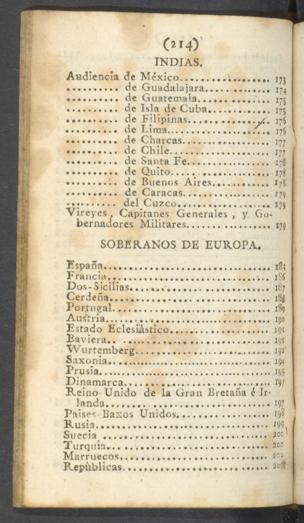 (214)
INDIAS.
Audiencia de México................ 173
.......... de Guadalajara............. 174
.......... de Guatemala............. 175
.......... de Isla de Cuba............ 175
.......... de Filipinas............... 176
.......... de Lima................... 176
.......... de Charcas................ 177
.......... de Chile.................. 177
.......... de Santa Fe............... 178
.......... de Quito.................. 178
.......... de Buenos Aires........... 178
.......... de Caracas................ 179
.......... del Cuzco................. 179
Vireyes, Capitanes Generales, y Go-
bernadores Militares............... 179
SOBERANOS DE EUROPA.
España............................
Francia............................ 186
Dos-Sicilias........................ 187
Cerdeña............................ 188
Portugal............................ 189
Austria............................. 190
Estado Eclesiástico................. 191
Baviera............................. 191
Wurtemberg.........................
Saxonia............................
Prusia.............................. 195
Dinamarca.......................... 197
Reino Unido de la Gran Bretaña é Ir-
landa.............................. 197
Paises-Baxos Unidos................ 198
Rusia............................... 199
Suecia.............................. 200
Turquía.............................
Marruecos...........................
Repúblicas..........................